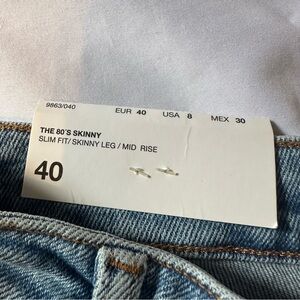 9863/040
EUR 40 USA 8 MEX 30
THE 80'S SKINNY
SLIM FIT/ SKINNY LEG / MID RISE
40